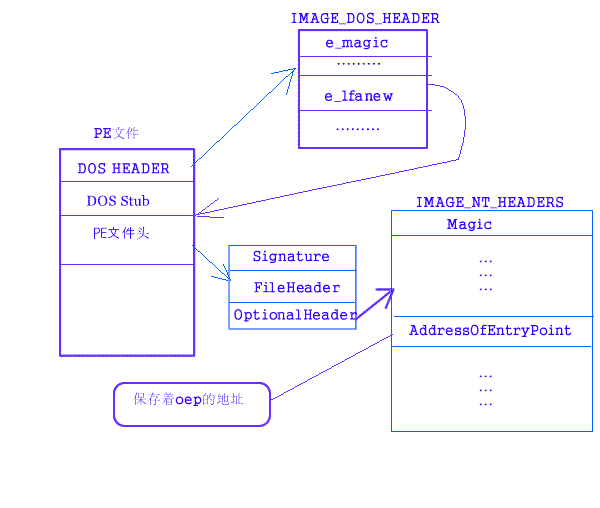 IMAGE_DOS_HEADER
e_magic
.........
e_lfanew
.........
PE文件
DOS HEADER
DOS Stub
PE文件头
Signature
FileHeader
OptionalHeader
IMAGE_NT_HEADERS
Magic
...
...
...
AddressOfEntryPoint
...
...
...
保存着oep的地址